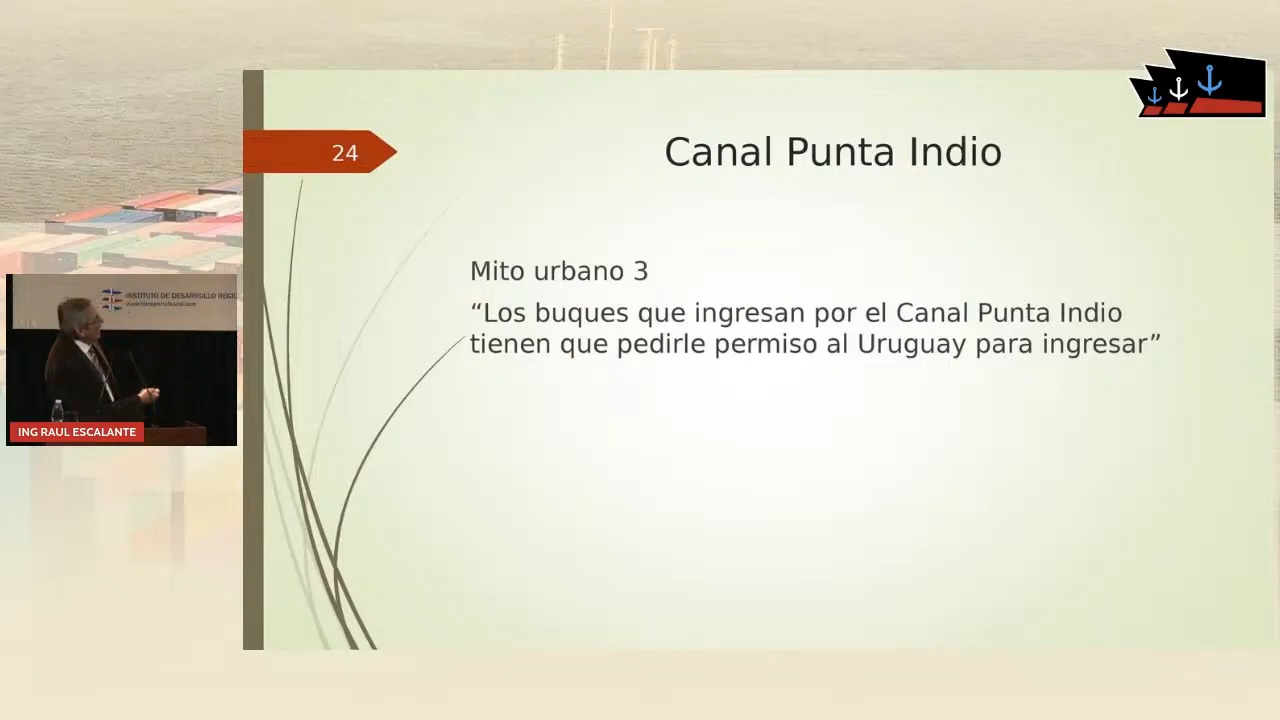 24
Canal Punta Indio
Mito urbano 3
“Los buques que ingresan por el Canal Punta Indio
tienen que pedirle permiso al Uruguay para ingresar”
INSTITUTO DE DESARROLLO REGIO
ING RAUL ESCALANTE